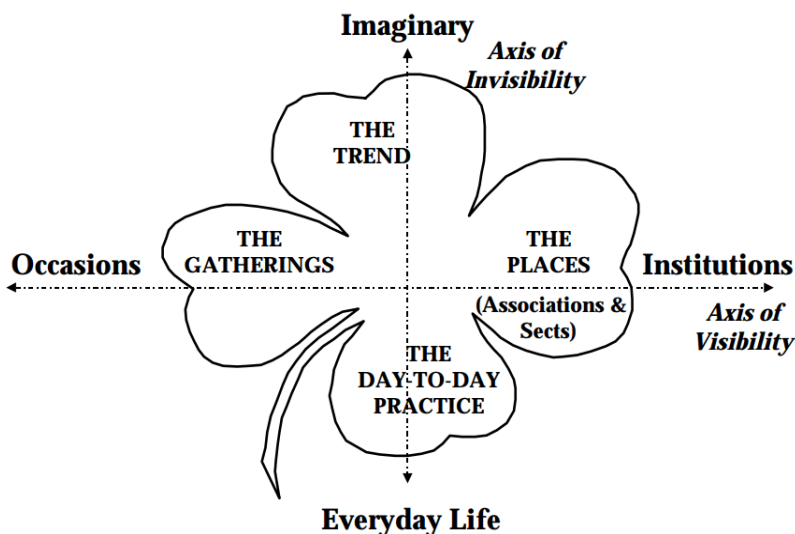 Imaginary
Axis of
Invisibility
THE
TREND
Occasions
THE
GATHERINGS
THE
PLACES
(Associations &
Sects)
Institutions
Axis of
Visibility
THE
DAY-TO-DAY
PRACTICE
Everyday Life